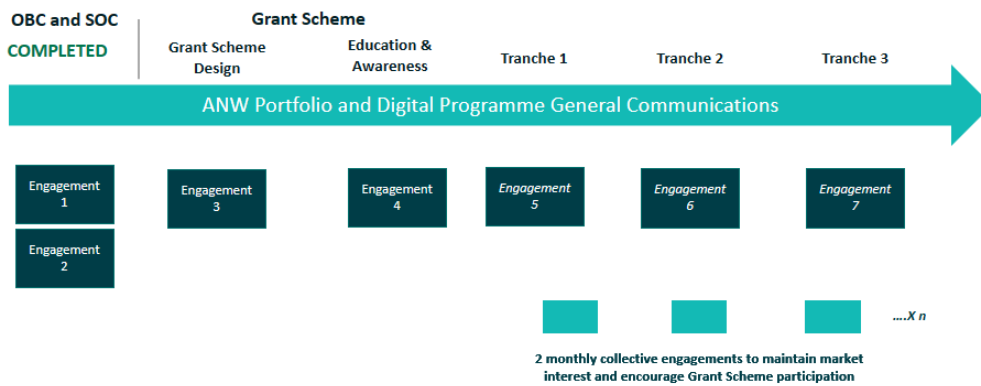 OBC and SOC
COMPLETED
Grant Scheme
Grant Scheme
Design
Education &
Awareness
Tranche 1
Tranche 2
Tranche 3
ANW Portfolio and Digital Programme General Communications
Engagement
1
Engagement
2
Engagement
3
Engagement
4
Engagement
5
Engagement
6
Engagement
7
....X n
2 monthly collective engagements to maintain market
interest and encourage Grant Scheme participation